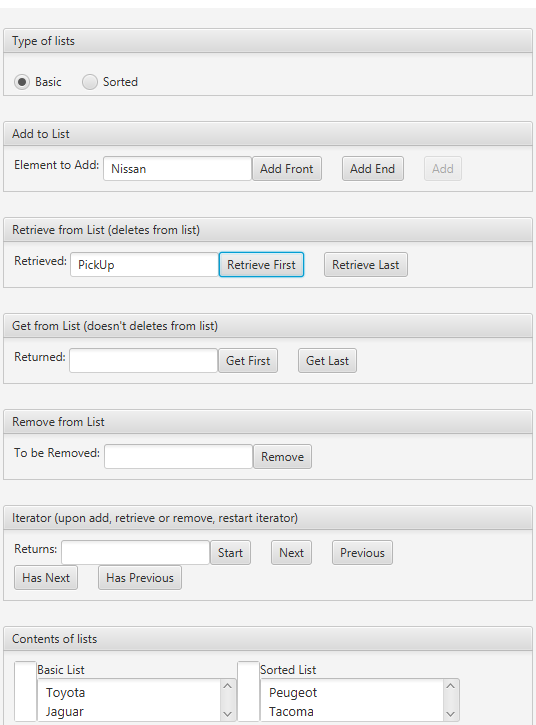 Type of lists
Basic Sorted
Add to List
Element to Add: Nissan Add Front Add End Add
Retrieve from List (deletes from list)
Retrieved: PickUp Retrieve First Retrieve Last
Get from List (doesn't deletes from list)
Returned: Get First Get Last
Remove from List
To be Removed: Remove
Iterator (upon add, retrieve or remove, restart iterator)
Returns: Start Next Previous
Has Next Has Previous
Contents of lists
Basic List Sorted List
Toyota Peugeot
Jaguar Tacoma